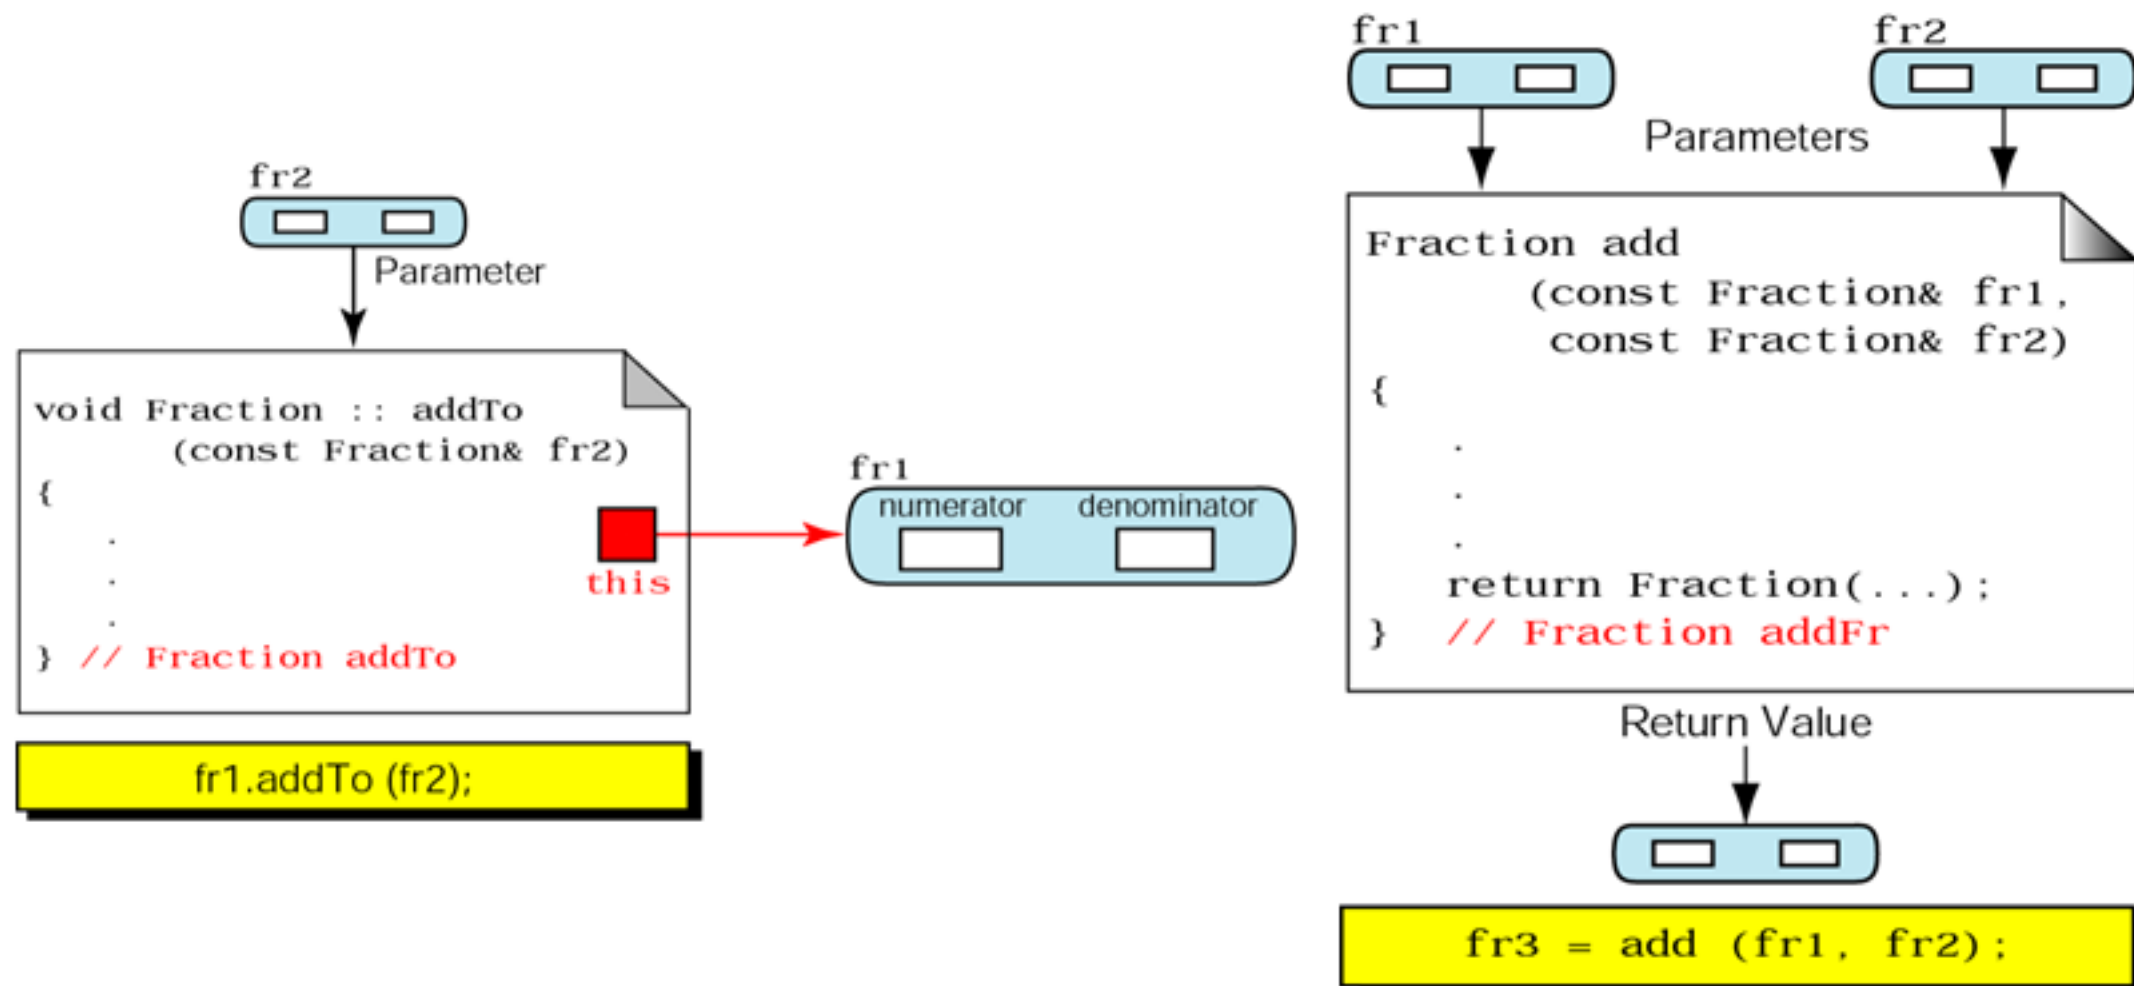 fr2
Parameter
void Fraction :: addTo
(const Fraction& fr2)
{
.
.
.
} // Fraction addTo
this
fr1
numerator denominator
fr1.addTo (fr2);
fr1 fr2
Parameters
Fraction add
(const Fraction& fr1,
const Fraction& fr2)
{
.
.
.
return Fraction(...);
} // Fraction addFr
Return Value
fr3 = add (fr1, fr2);